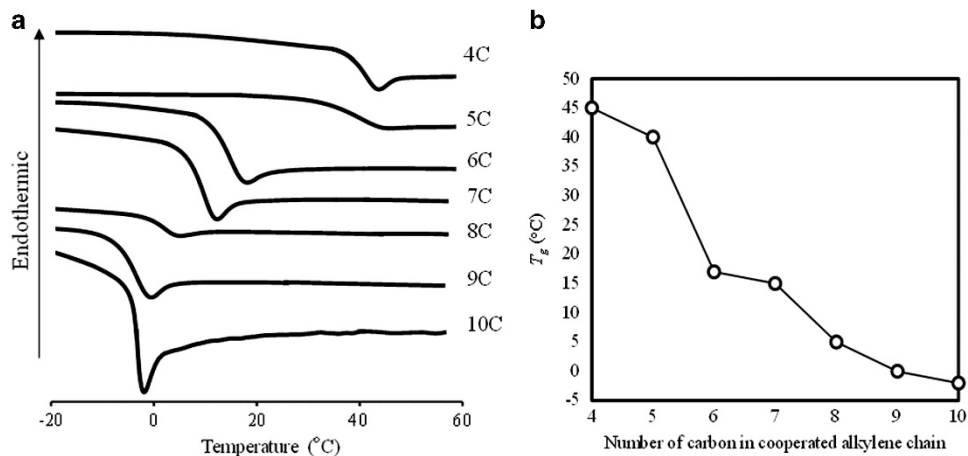 a
Endothermic
4C
5C
6C
7C
8C
9C
10C
-20
0
20
40
60
Temperature (°C)
b
Tg (°C)
50
45
40
35
30
25
20
15
10
5
0
-5
4
5
6
7
8
9
10
Number of carbon in cooperated alkylene chain